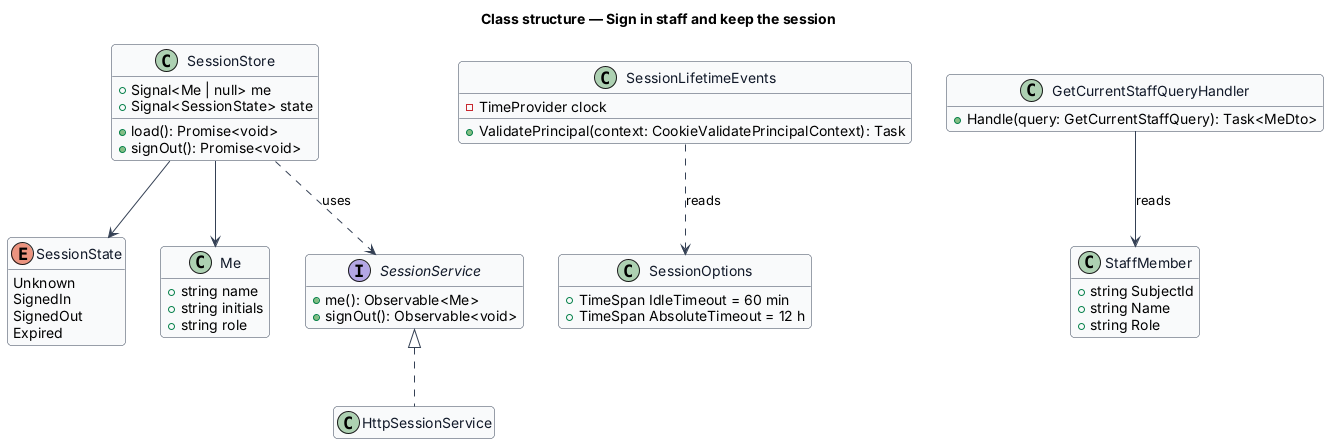 Class structure — Sign in staff and keep the session
C SessionStore
Signal<Me | null> me
Signal<SessionState> state
load(): Promise<void>
signOut(): Promise<void>
C SessionLifetimeEvents
TimeProvider clock
ValidatePrincipal(context: CookieValidatePrincipalContext): Task
C GetCurrentStaffQueryHandler
Handle(query: GetCurrentStaffQuery): Task<MeDto>
uses
reads
reads
E SessionState
Unknown
SignedIn
SignedOut
Expired
C Me
string name
string initials
string role
I SessionService
me(): Observable<Me>
signOut(): Observable<void>
C SessionOptions
TimeSpan IdleTimeout = 60 min
TimeSpan AbsoluteTimeout = 12 h
C StaffMember
string SubjectId
string Name
string Role
C HttpSessionService